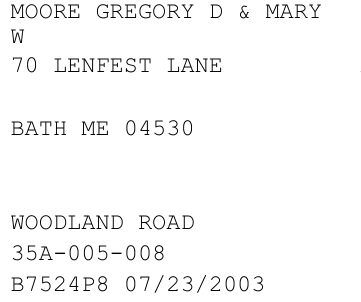 MOORE GREGORY D & MARY
W
70 LENFEST LANE
BATH ME 04530
WOODLAND ROAD
35A-005-008
B7524P8 07/23/2003